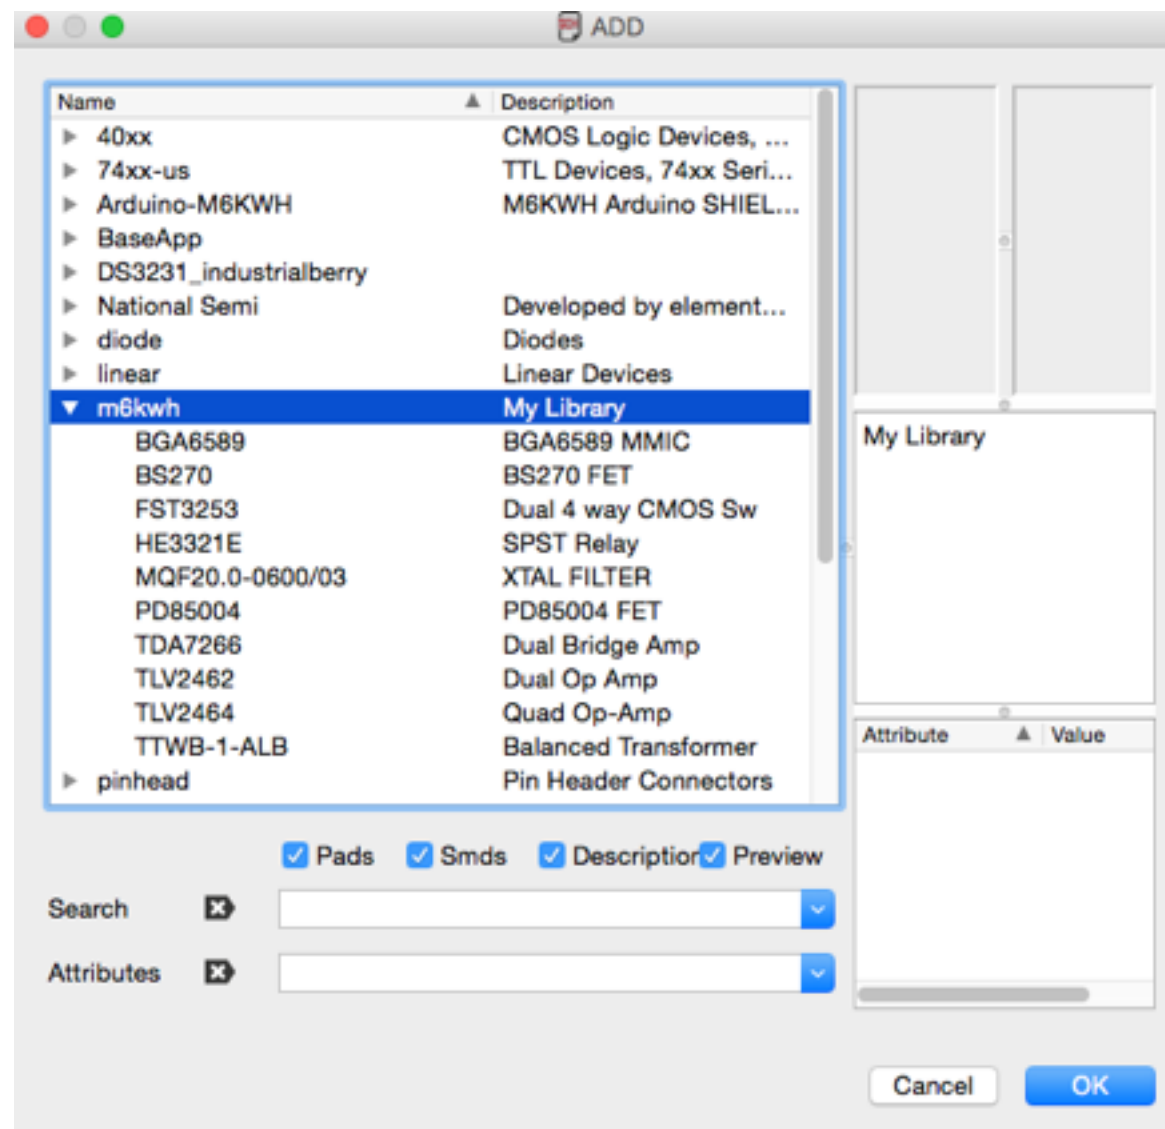 ADD
Name Description
40xx CMOS Logic Devices, ...
74xx-us TTL Devices, 74xx Seri...
Arduino-M6KWH M6KWH Arduino SHIEL...
BaseApp
DS3231_industrialberry
National Semi Developed by element...
diode Diodes
linear Linear Devices
m6kwh My Library
BGA6589 BGA6589 MMIC
BS270 BS270 FET
FST3253 Dual 4 way CMOS Sw
HE3321E SPST Relay
MQF20.0-0600/03 XTAL FILTER
PD85004 PD85004 FET
TDA7266 Dual Bridge Amp
TLV2462 Dual Op Amp
TLV2464 Quad Op-Amp
TTWB-1-ALB Balanced Transformer
pinhead Pin Header Connectors
My Library
Attribute Value
Pads Smds Description Preview
Search
Attributes
Cancel OK